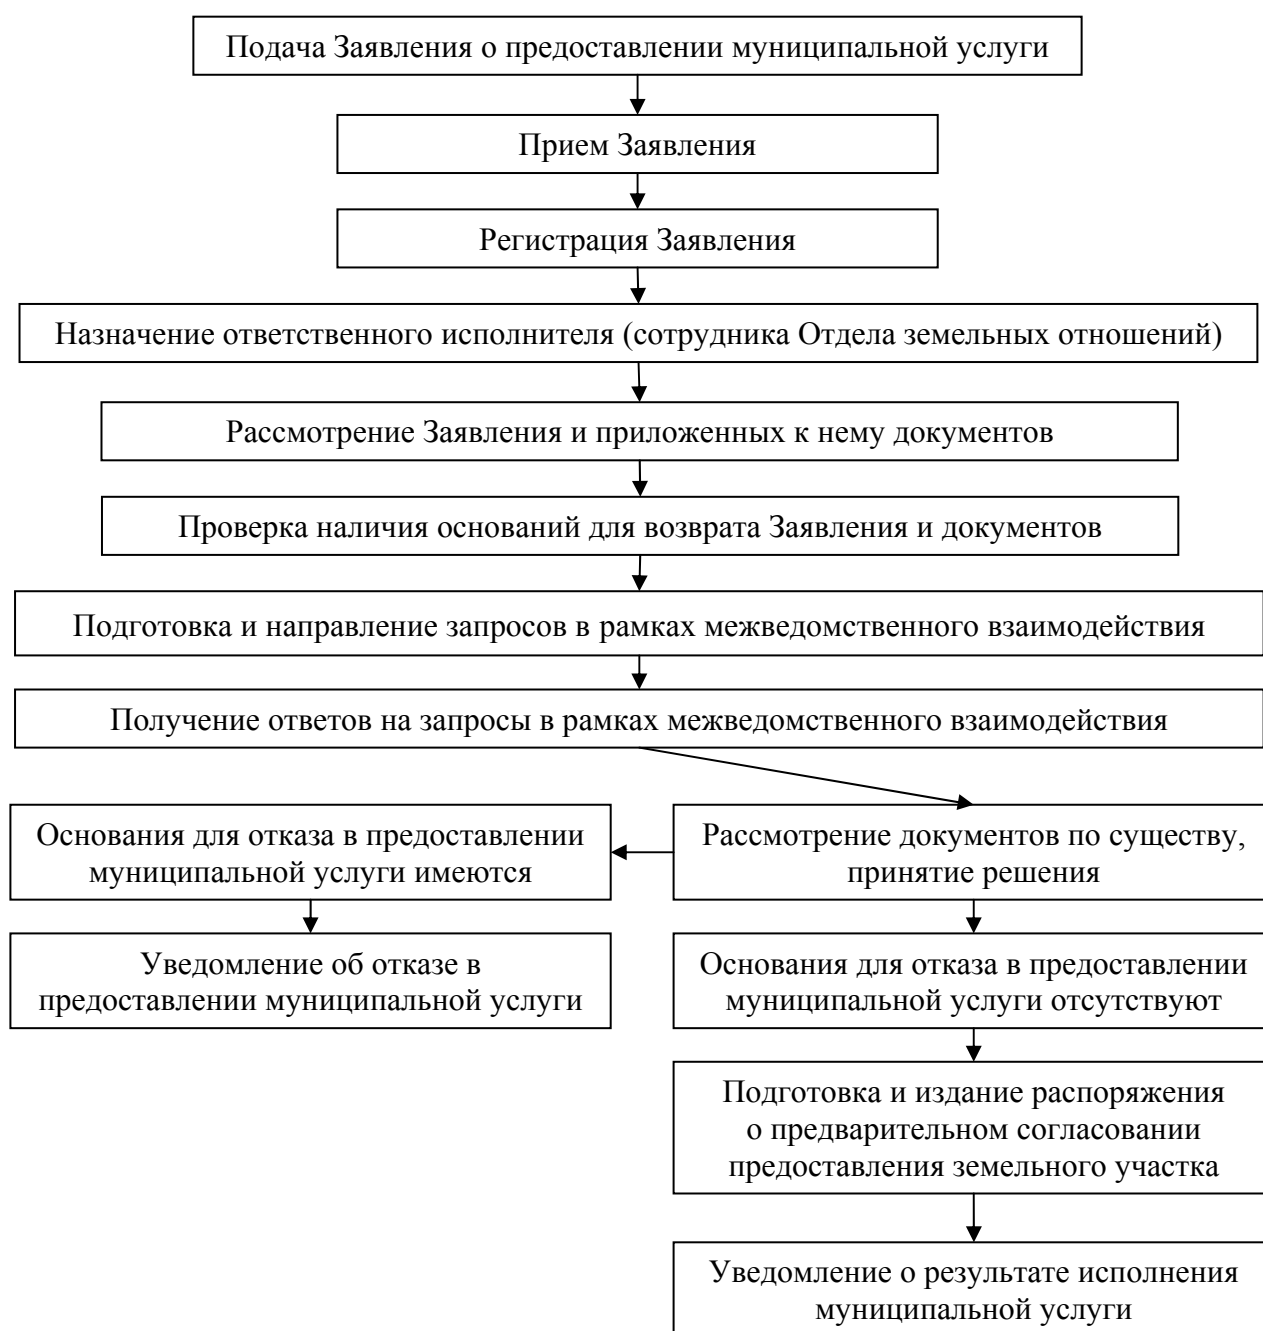 Подача Заявления о предоставлении муниципальной услуги
Прием Заявления
Регистрация Заявления
Назначение ответственного исполнителя (сотрудника Отдела земельных отношений)
Рассмотрение Заявления и приложенных к нему документов
Проверка наличия оснований для возврата Заявления и документов
Подготовка и направление запросов в рамках межведомственного взаимодействия
Получение ответов на запросы в рамках межведомственного взаимодействия
Основания для отказа в предоставлении
муниципальной услуги имеются
Рассмотрение документов по существу,
принятие решения
Уведомление об отказе в
предоставлении муниципальной услуги
Основания для отказа в предоставлении
муниципальной услуги отсутствуют
Подготовка и издание распоряжения
о предварительном согласовании
предоставления земельного участка
Уведомление о результате исполнения
муниципальной услуги